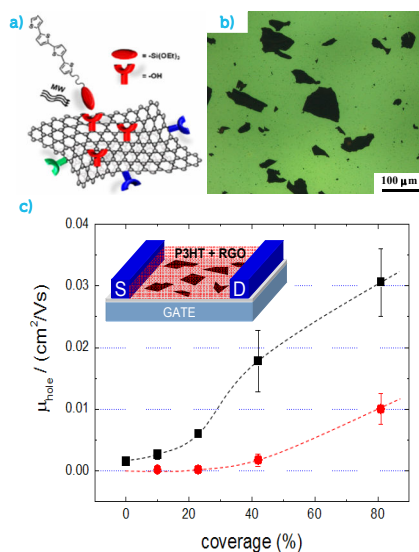 a)
b)
=-Si(OEt)₂
=-OH
MW
100 µm
c)
0.04
0.03
0.02
0.01
0.00
µhole / (cm²/Vs)
P3HT + RGO
S
D
GATE
0
20
40
60
80
coverage (%)